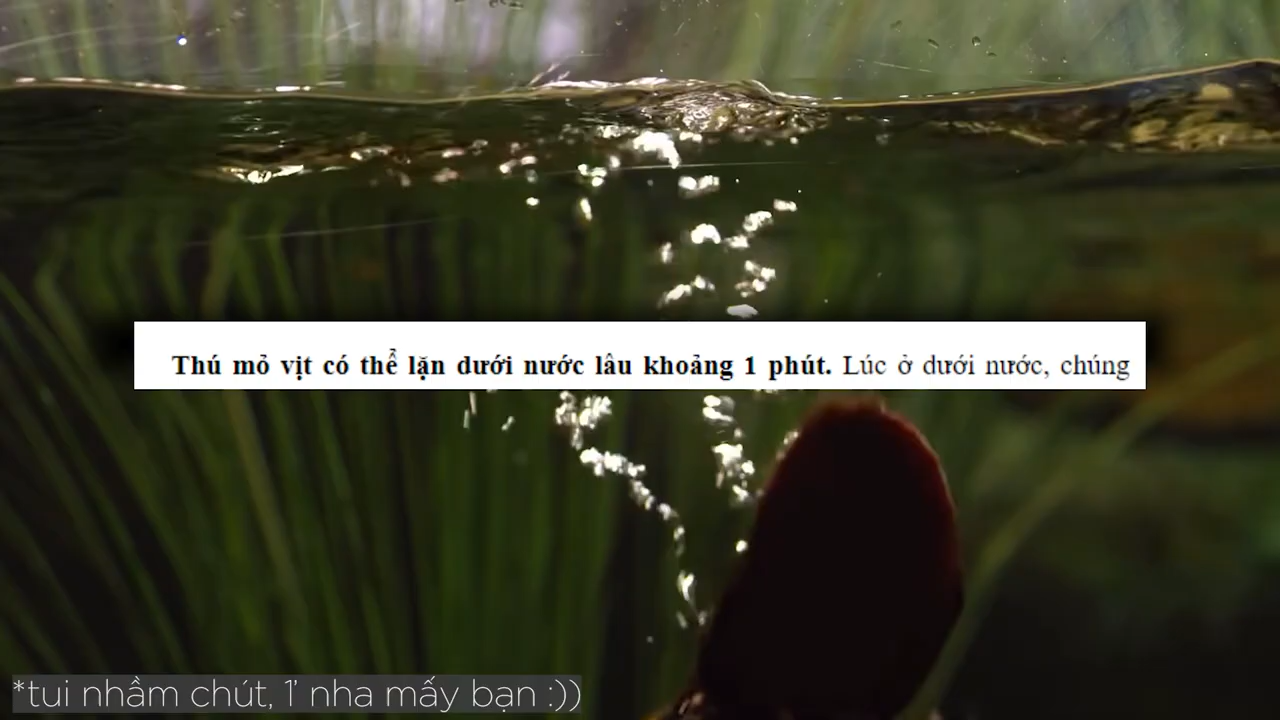 Thú mỏ vịt có thể lặn dưới nước lâu khoảng 1 phút. Lúc ở dưới nước, chúng
*tui nhầm chút, 1' nha mấy bạn :))